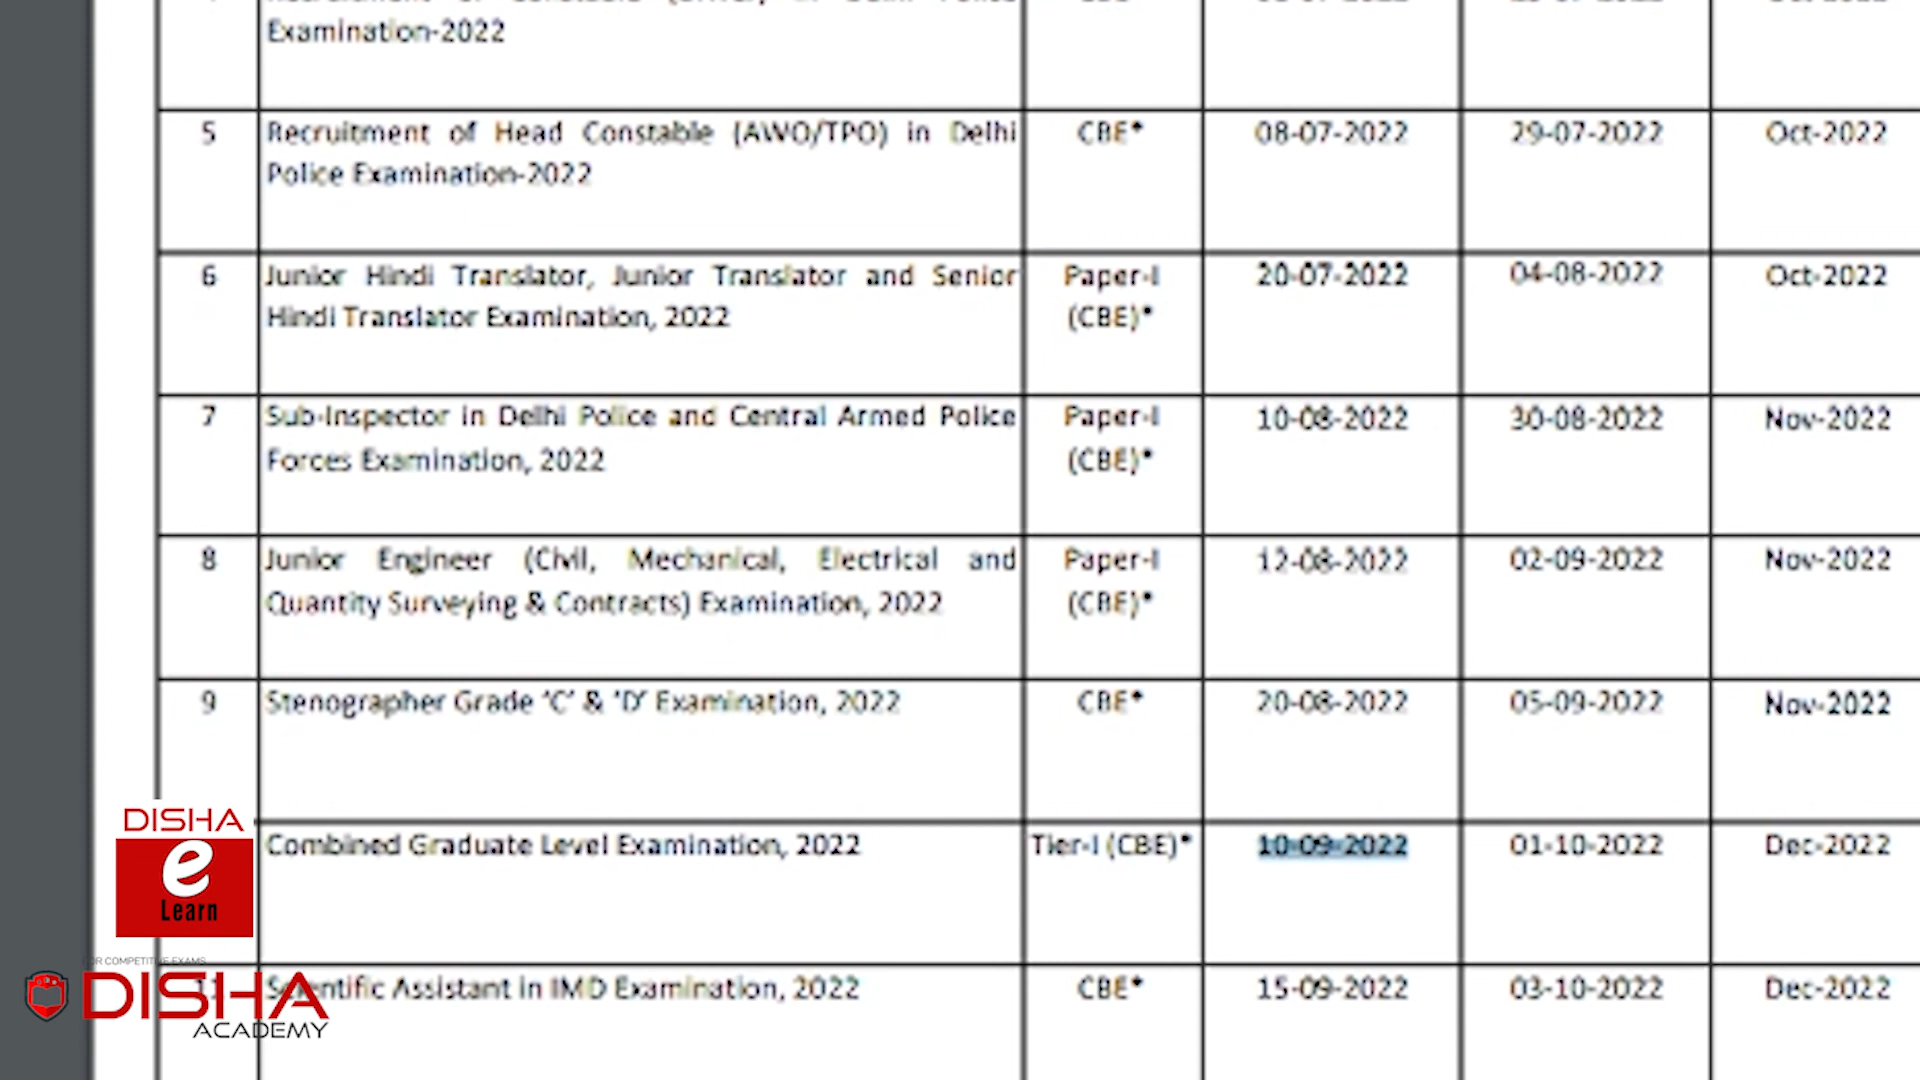 Examination-2022
5 Recruitment of Head Constable (AWO/TPO) in Delhi CBE* 08-07-2022 29-07-2022 Oct-2022
Police Examination-2022
6 Junior Hindi Translator, Junior Translator and Senior Paper-I 20-07-2022 04-08-2022 Oct-2022
Hindi Translator Examination, 2022 (CBE)*
7 Sub-Inspector in Delhi Police and Central Armed Police Paper-I 10-08-2022 30-08-2022 Nov-2022
Forces Examination, 2022 (CBE)*
8 Junior Engineer (Civil, Mechanical, Electrical and Paper-I 12-08-2022 02-09-2022 Nov-2022
Quantity Surveying & Contracts) Examination, 2022 (CBE)*
9 Stenographer Grade 'C' & 'D' Examination, 2022 CBE* 20-08-2022 05-09-2022 Nov-2022
Combined Graduate Level Examination, 2022 Tier-I (CBE)* 10-09-2022 01-10-2022 Dec-2022
Scientific Assistant in IMD Examination, 2022 CBE* 15-09-2022 03-10-2022 Dec-2022
DISHA
e
Learn
FOR COMPETITIVE EXAMS
DISHA
ACADEMY